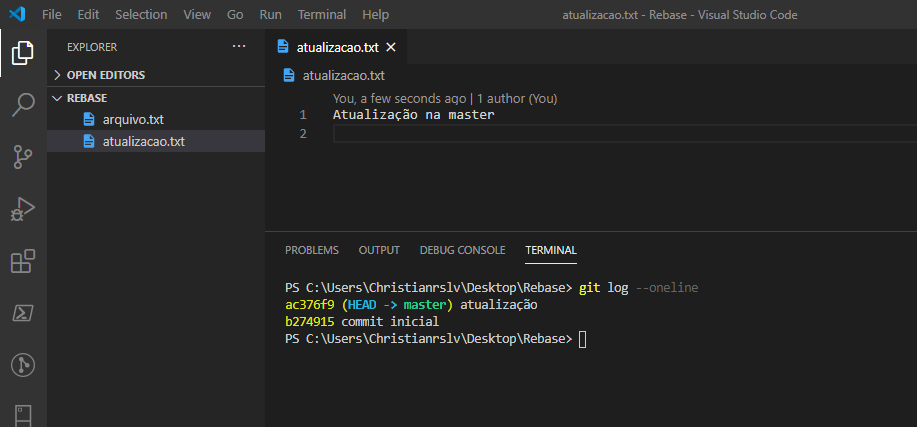 File Edit Selection View Go Run Terminal Help atualizacao.txt - Rebase - Visual Studio Code
EXPLORER ···
OPEN EDITORS
REBASE
arquivo.txt
atualizacao.txt
atualizacao.txt
atualizacao.txt
You, a few seconds ago | 1 author (You)
1 Atualização na master
2
PROBLEMS OUTPUT DEBUG CONSOLE TERMINAL
PS C:\Users\Christianrslv\Desktop\Rebase> git log --oneline
ac376f9 (HEAD -> master) atualização
b274915 commit inicial
PS C:\Users\Christianrslv\Desktop\Rebase>